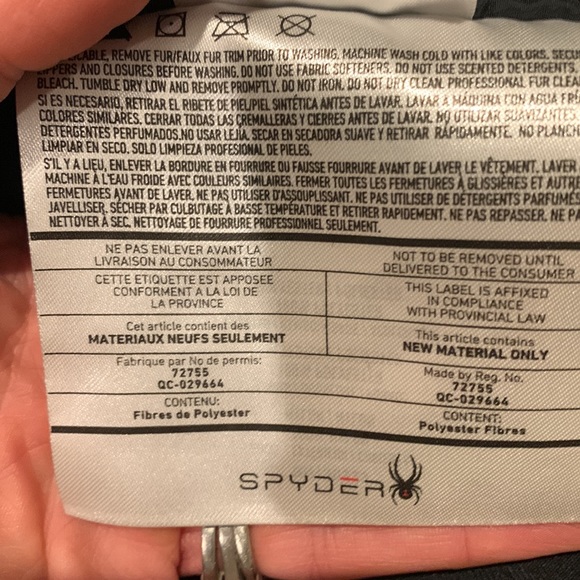 REMOVE FUR/FAUX FUR TRIM PRIOR TO WASHING. MACHINE WASH COLD WITH LIKE COLORS.
AND CLOSURES BEFORE WASHING. DO NOT USE FABRIC SOFTENERS. DO NOT USE SCENTED DETERGENTS.
BLEACH. TUMBLE DRY LOW AND REMOVE PROMPTLY. DO NOT IRON. DO NOT DRY CLEAN. PROFESSIONAL FUR
SI ES NECESARIO, RETIRAR EL RIBETE DE PIEL/PIEL SINTÉTICA ANTES DE LAVAR. LAVAR A MÁQUINA CON AGUA
COLORES SIMILARES. CERRAR TODAS LAS CREMALLERAS Y CIERRES ANTES DE LAVAR. NO UTILIZAR SUAVIZANTES.
DETERGENTES PERFUMADOS.NO USAR LEJÍA. SECAR EN SECADORA SUAVE Y RETIRAR RÁPIDAMENTE. NO
LIMPIAR EN SECO. SOLO LIMPIEZA PROFESIONAL DE PIELES.
S'IL Y A LIEU, ENLEVER LA BORDURE EN FOURRURE OU FAUSSE FOURRURE AVANT DE LAVER LE VÊTEMENT. LAVER
MACHINE À L'EAU FROIDE AVEC COULEURS SIMILAIRES. FERMER TOUTES LES FERMETURES À GLISSIÈRES ET
FERMETURES AVANT DE LAVER. NE PAS UTILISER D'ASSOUPLISSANT. NE PAS UTILISER DE DÉTERGENTS PARFUMÉS
JAVELLISER. SÉCHER PAR CULBUTAGE À BASSE TEMPÉRATURE ET RETIRER RAPIDEMENT. NE PAS REPASSER. NE
NETTOYER À SEC. NETTOYAGE DE FOURRURE PROFESSIONNEL SEULEMENT.
NE PAS ENLEVER AVANT LA
LIVRAISON AU CONSOMMATEUR
CETTE ETIQUETTE EST APPOSEE
CONFORMENT A LA LOI DE
LA PROVINCE
Cet article contient des
MATERIAUX NEUFS SEULEMENT
Fabrique par No de permis:
72755
QC-029664
CONTENU:
Fibres de Polyester
NOT TO BE REMOVED UNTIL
DELIVERED TO THE CONSUMER
THIS LABEL IS AFFIXED
IN COMPLIANCE
WITH PROVINCIAL LAW
This article contains
NEW MATERIAL ONLY
Made by Reg. No.
72755
QC-029664
CONTENT:
Polyester Fibres
SPYDER